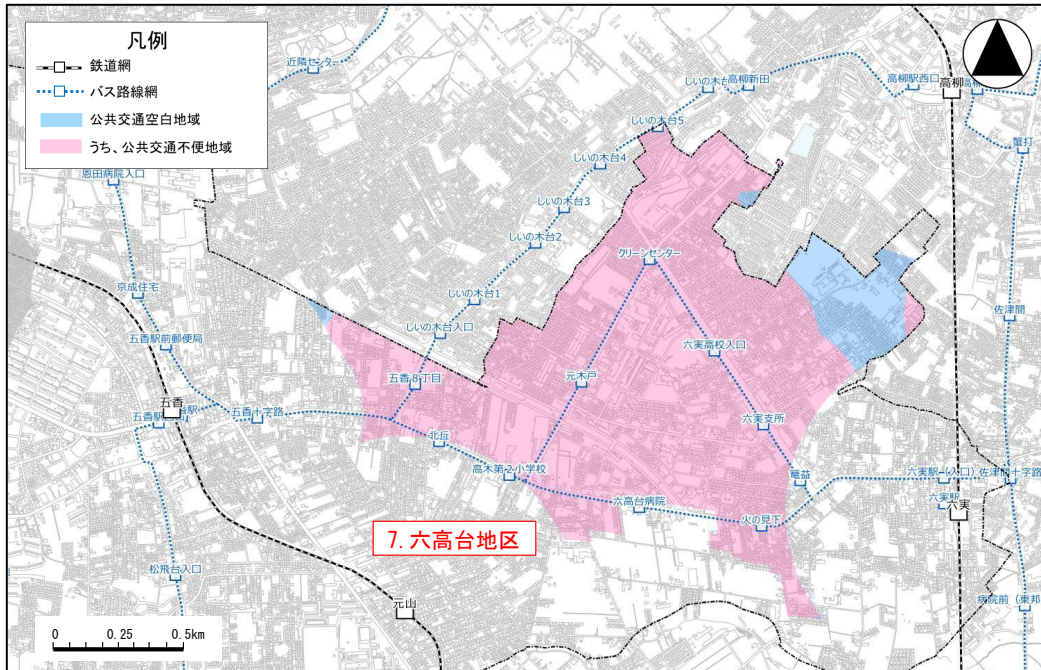 凡例
鉄道網
バス路線網
公共交通空白地域
うち、公共交通不便地域
近隣センター
恩田病院入口
しいの木台5
高柳新田
高柳駅西口
高柳
蟹打
しいの木台4
しいの木台3
しいの木台2
しいの木台1
しいの木台入口
クリーンセンター
京成住宅
五香駅前郵便局
五香
五香十字路
五香8丁目
北丘
高木第2小学校
元木戸
六実高校入口
六実支所
竜益
佐津間
六実駅(入口)
佐津間十字路
六実駅
六実
六高台病院
火の見下
7. 六高台地区
松飛台入口
元山
病院前(東邦
0 0.25 0.5km